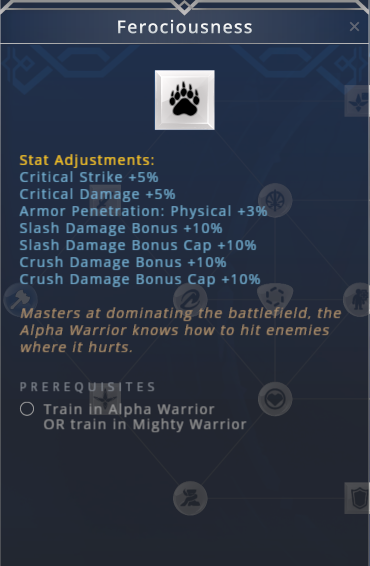 Ferociousness
Stat Adjustments:
Critical Strike +5%
Critical Damage +5%
Armor Penetration: Physical +3%
Slash Damage Bonus +10%
Slash Damage Bonus Cap +10%
Crush Damage Bonus +10%
Crush Damage Bonus Cap +10%
Masters at dominating the battlefield, the
Alpha Warrior knows how to hit enemies
where it hurts.
PREREQUISITES
Train in Alpha Warrior
OR train in Mighty Warrior